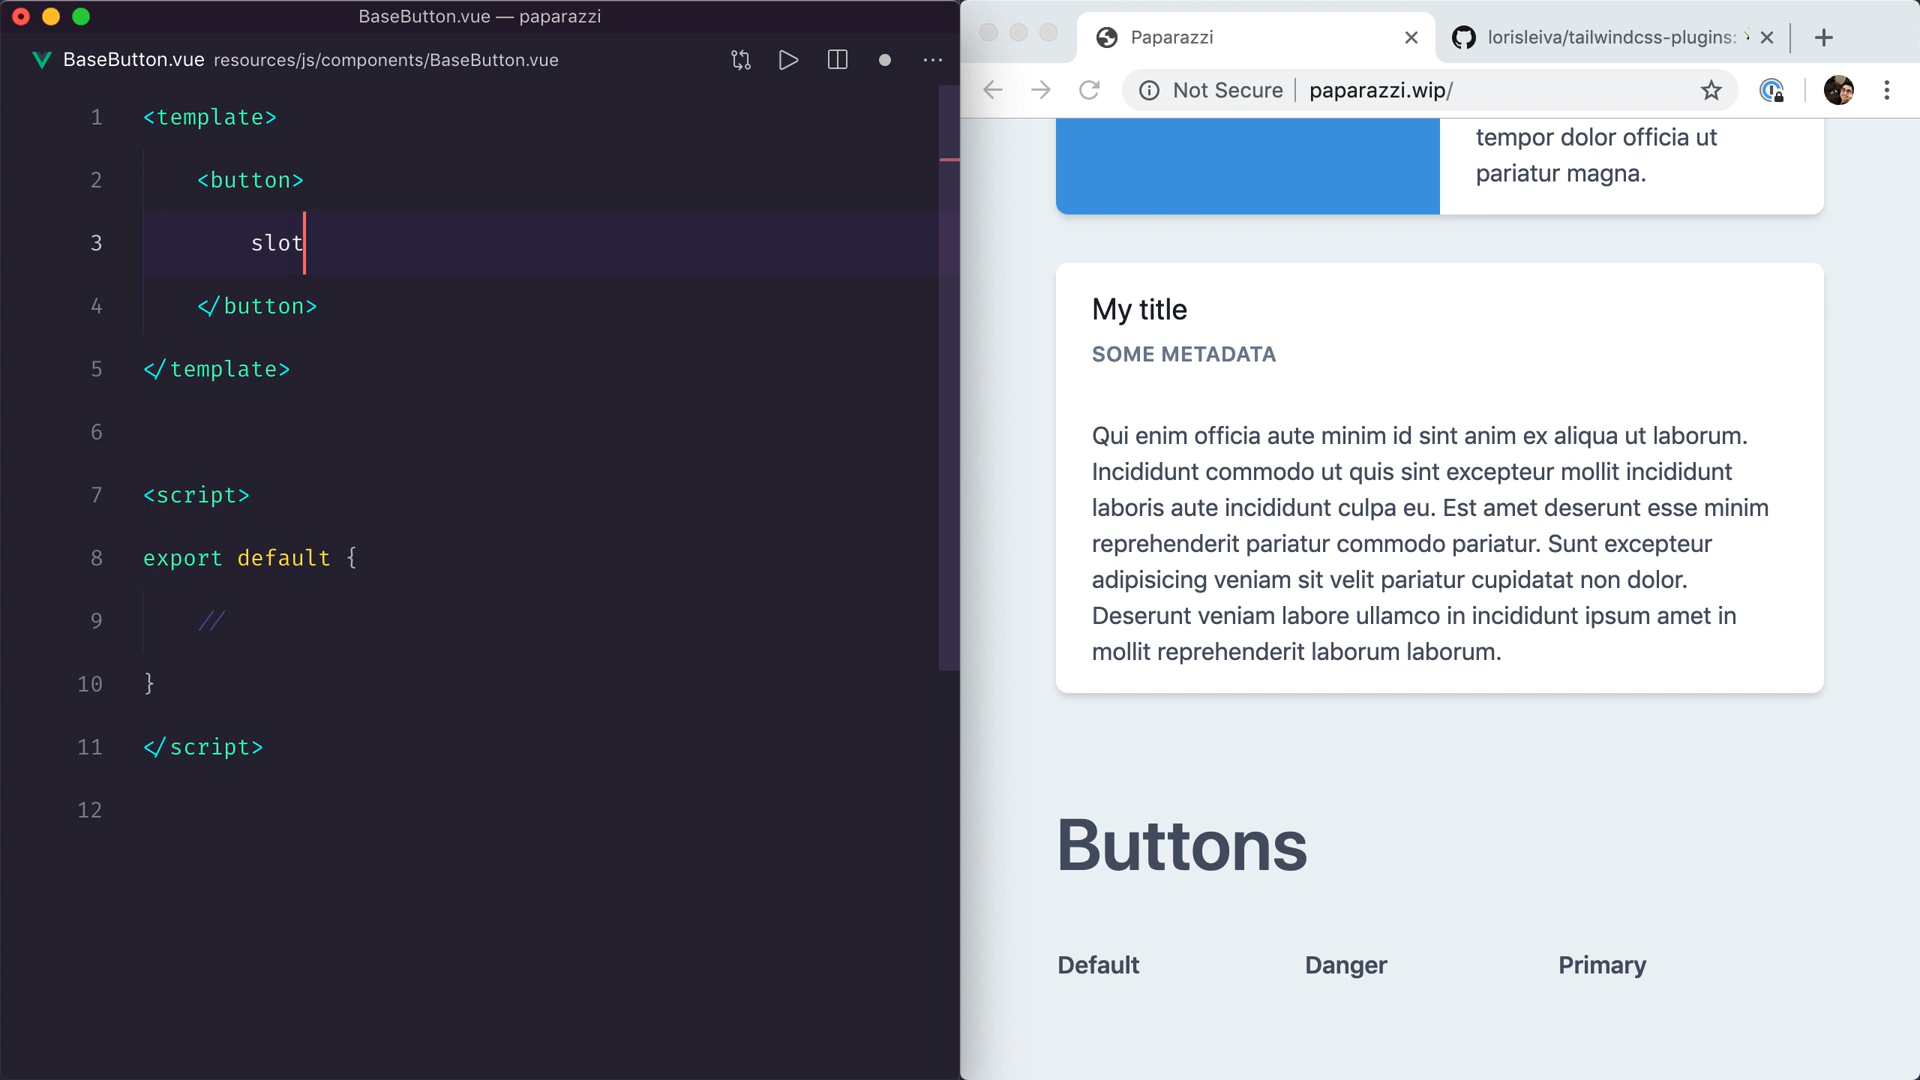 BaseButton.vue — paparazzi
BaseButton.vue resources/js/components/BaseButton.vue
1 <template>
2 <button>
3 slot
4 </button>
5 </template>
6
7 <script>
8 export default {
9 //
10 }
11 </script>
12
Paparazzi
lorisleiva/tailwindcss-plugins:
Not Secure | paparazzi.wip/
tempor dolor officia ut
pariatur magna.
My title
SOME METADATA
Qui enim officia aute minim id sint anim ex aliqua ut laborum.
Incididunt commodo ut quis sint excepteur mollit incididunt
laboris aute incididunt culpa eu. Est amet deserunt esse minim
reprehenderit pariatur commodo pariatur. Sunt excepteur
adipisicing veniam sit velit pariatur cupidatat non dolor.
Deserunt veniam labore ullamco in incididunt ipsum amet in
mollit reprehenderit laborum laborum.
Buttons
Default Danger Primary